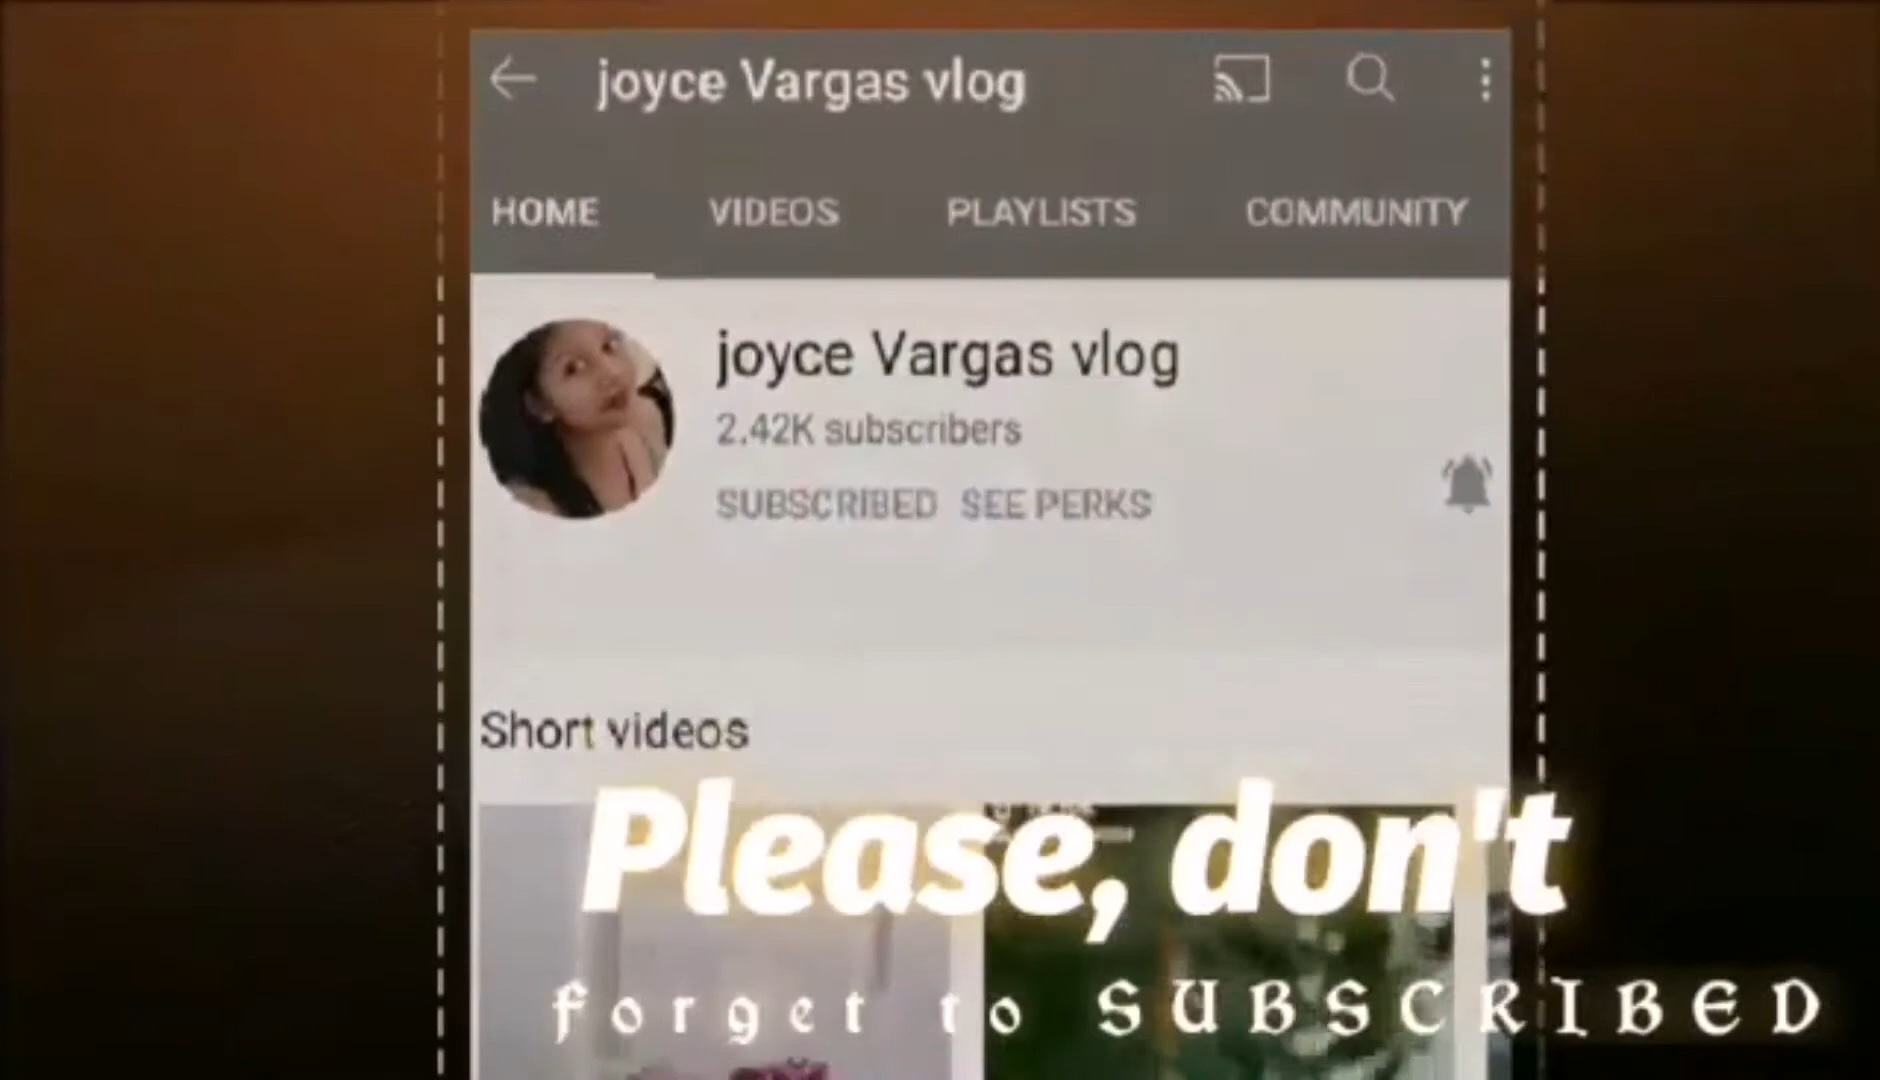 joyce Vargas vlog
HOME VIDEOS PLAYLISTS COMMUNITY
joyce Vargas vlog
2.42K subscribers
SUBSCRIBED SEE PERKS
Short videos
Please, don't
forget to SUBSCRIBED